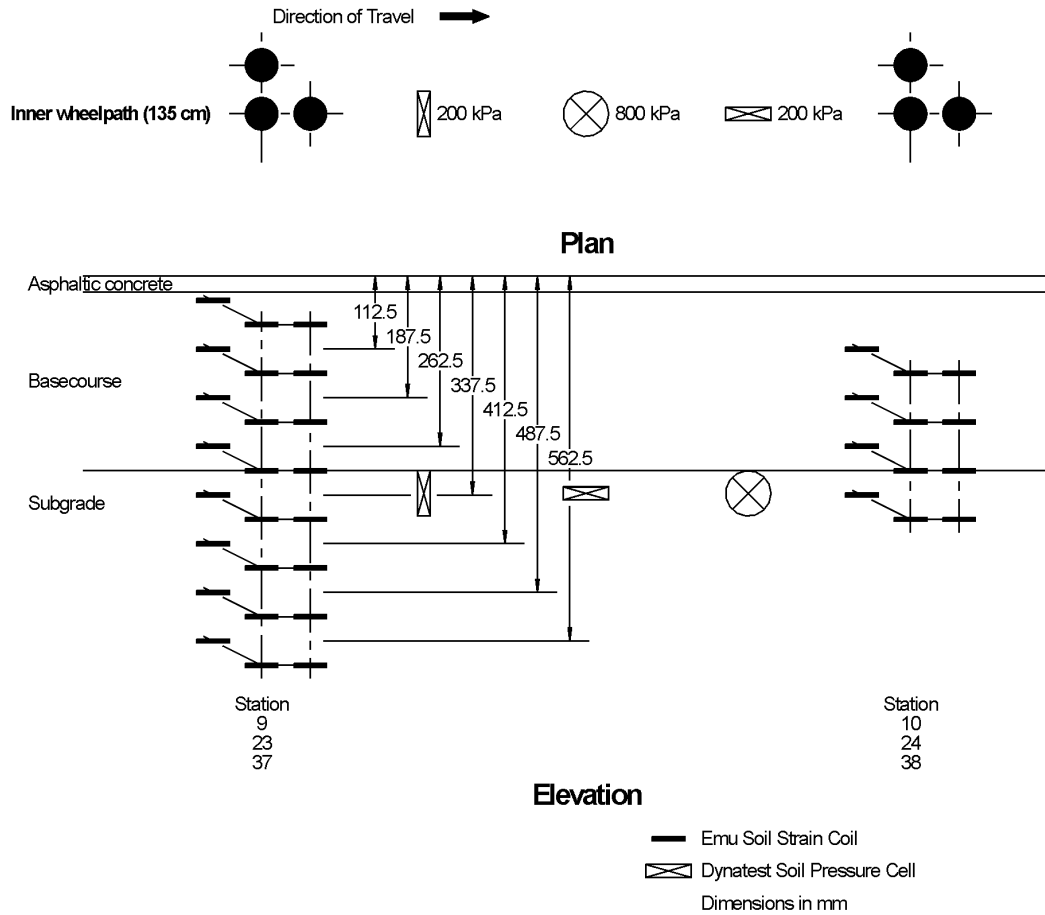 Direction of Travel
Inner wheelpath (135 cm)
200 kPa
800 kPa
200 kPa
Plan
Asphaltic concrete
112.5
187.5
262.5
Basecourse
337.5
412.5
487.5
562.5
Subgrade
Station
9
23
37
Station
10
24
38
Elevation
Emu Soil Strain Coil
Dynatest Soil Pressure Cell
Dimensions in mm